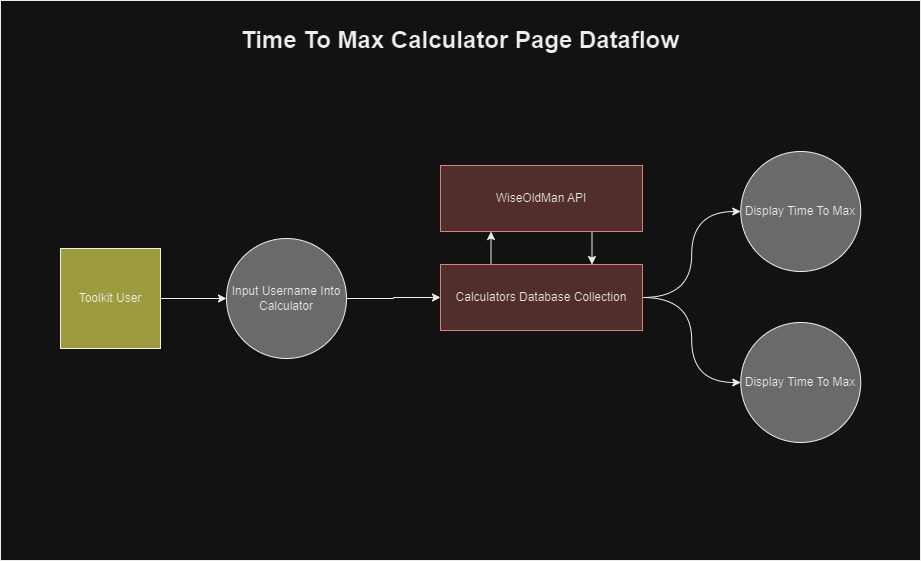 Time To Max Calculator Page Dataflow
WiseOldMan API
Display Time To Max
Toolkit User
Input Username Into
Calculator
Calculators Database Collection
Display Time To Max